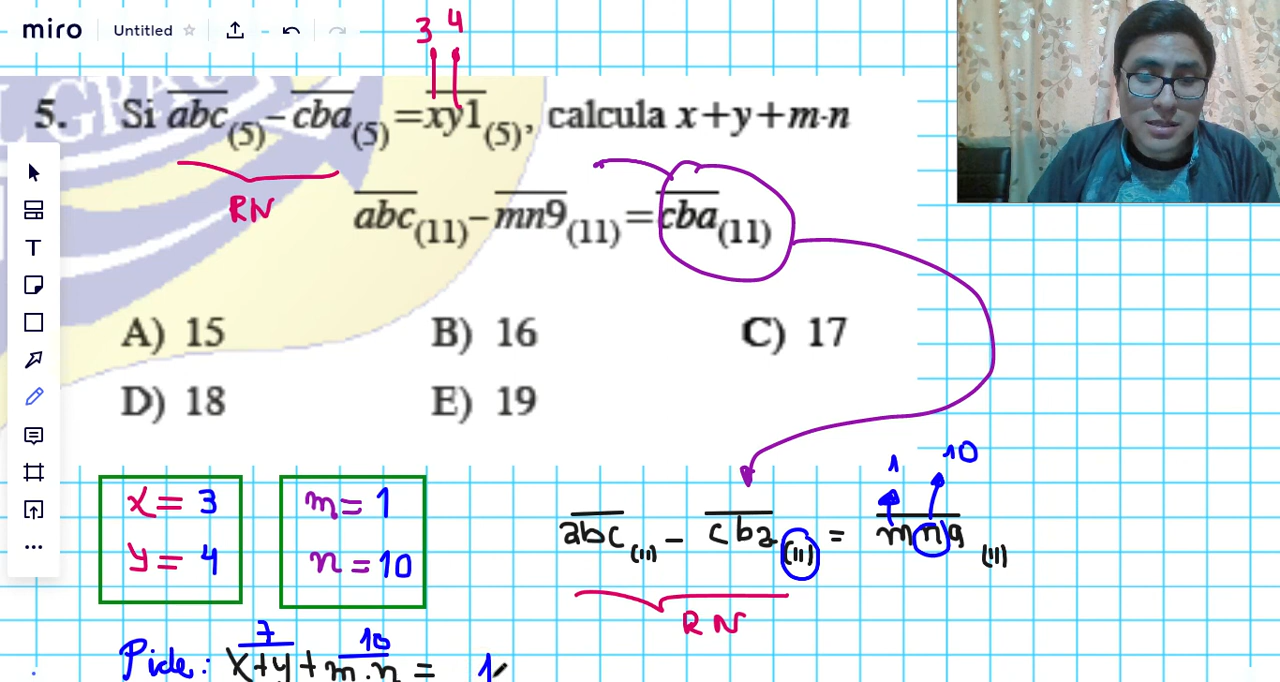 miro Untitled
3 4
5. Si abc(5) - cba(5) = xy1(5), calcula x+y+m·n
RN
abc(11) - mn9(11) = cba(11)
A) 15 B) 16 C) 17
D) 18 E) 19
1 10
x = 3 m = 1
abc(11) - cba(11) = mn9(11)
y = 4 n = 10
RN
7 10
Pide: x+y + m.n = 1